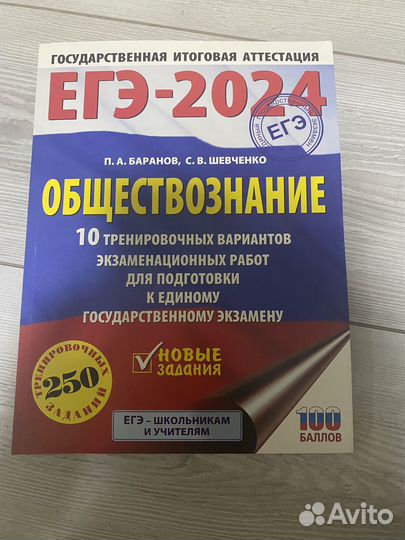 ГОСУДАРСТВЕННАЯ ИТОГОВАЯ АТТЕСТАЦИЯ
ЕГЭ-2024
ЕГЭ
П. А. БАРАНОВ, С. В. ШЕВЧЕНКО
ОБЩЕСТВОЗНАНИЕ
10 ТРЕНИРОВОЧНЫХ ВАРИАНТОВ
ЭКЗАМЕНАЦИОННЫХ РАБОТ
ДЛЯ ПОДГОТОВКИ
К ЕДИНОМУ
ГОСУДАРСТВЕННОМУ ЭКЗАМЕНУ
НОВЫЕ
ЗАДАНИЯ
ТРЕНИРОВОЧНЫХ
250
ЗАДАНИЙ
ЕГЭ – ШКОЛЬНИКАМ
И УЧИТЕЛЯМ
100
БАЛЛОВ
Avito